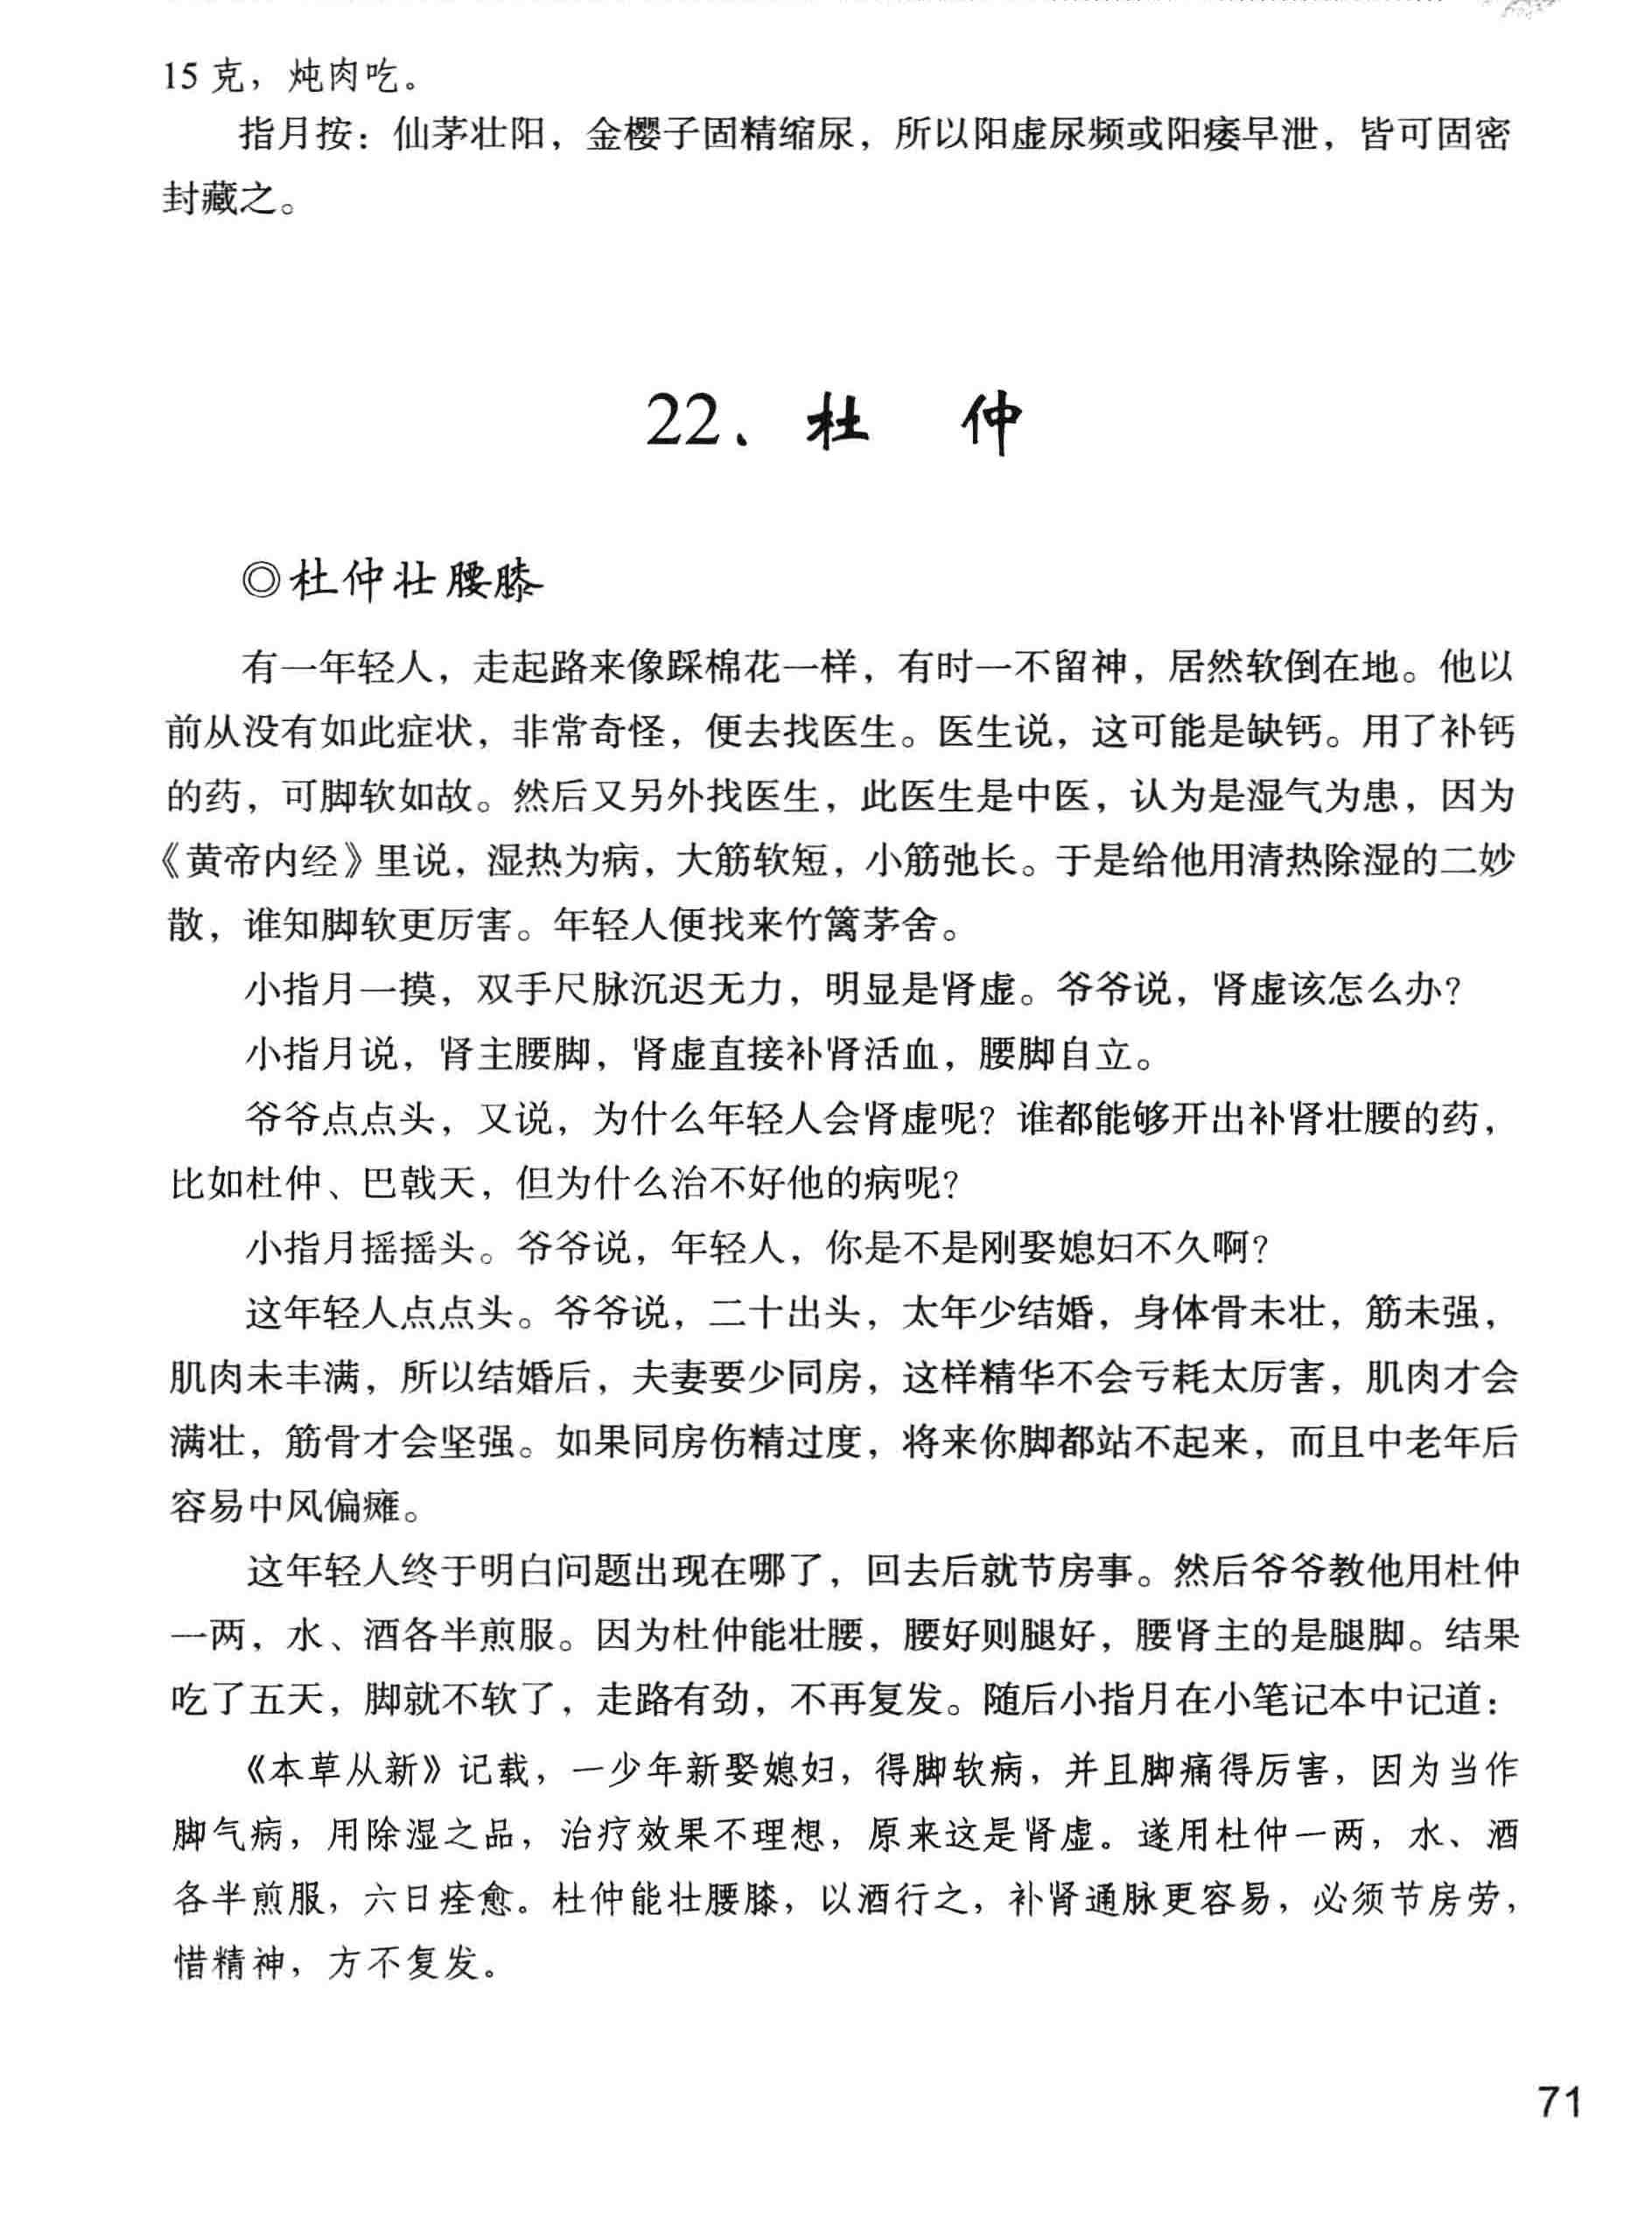 15 克，炖肉吃。
指月按：仙茅壮阳，金樱子固精缩尿，所以阳虚尿频或阳痿早泄，皆可固密
封藏之。
22、杜　仲
◎杜仲壮腰膝
有一年轻人，走起路来像踩棉花一样，有时一不留神，居然软倒在地。他以
前从没有如此症状，非常奇怪，便去找医生。医生说，这可能是缺钙。用了补钙
的药，可脚软如故。然后又另外找医生，此医生是中医，认为是湿气为患，因为
《黄帝内经》里说，湿热为病，大筋软短，小筋弛长。于是给他用清热除湿的二妙
散，谁知脚软更厉害。年轻人便找来竹篱茅舍。
小指月一摸，双手尺脉沉迟无力，明显是肾虚。爷爷说，肾虚该怎么办？
小指月说，肾主腰脚，肾虚直接补肾活血，腰脚自立。
爷爷点点头，又说，为什么年轻人会肾虚呢？谁都能够开出补肾壮腰的药，
比如杜仲、巴戟天，但为什么治不好他的病呢？
小指月摇摇头。爷爷说，年轻人，你是不是刚娶媳妇不久啊？
这年轻人点点头。爷爷说，二十出头，太年少结婚，身体骨未壮，筋未强，
肌肉未丰满，所以结婚后，夫妻要少同房，这样精华不会亏耗太厉害，肌肉才会
满壮，筋骨才会坚强。如果同房伤精过度，将来你脚都站不起来，而且中老年后
容易中风偏瘫。
这年轻人终于明白问题出现在哪了，回去后就节房事。然后爷爷教他用杜仲
一两，水、酒各半煎服。因为杜仲能壮腰，腰好则腿好，腰肾主的是腿脚。结果
吃了五天，脚就不软了，走路有劲，不再复发。随后小指月在小笔记本中记道：
《本草从新》记载，一少年新娶媳妇，得脚软病，并且脚痛得厉害，因为当作
脚气病，用除湿之品，治疗效果不理想，原来这是肾虚。遂用杜仲一两，水、酒
各半煎服，六日痊愈。杜仲能壮腰膝，以酒行之，补肾通脉更容易，必须节房劳，
惜精神，方不复发。
71